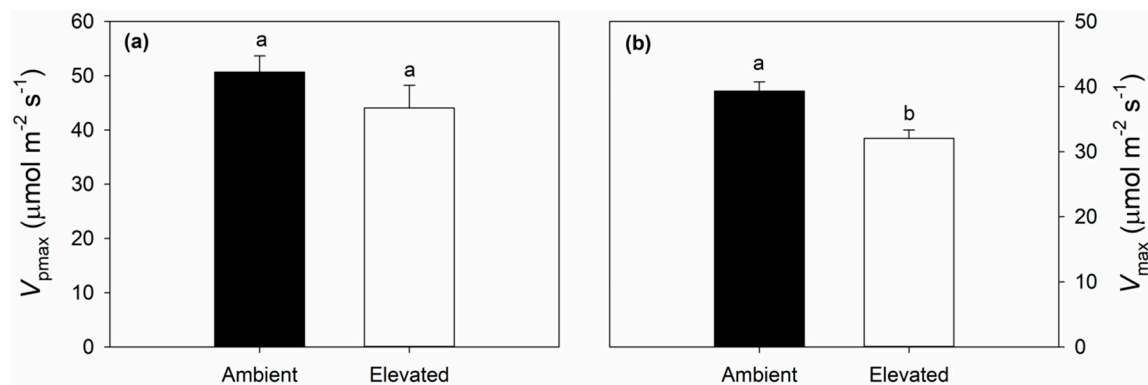 (a)
a
a
60
50
40
30
20
10
0
Vpmax (μmol m-2 s-1)
Ambient
Elevated
(b)
a
b
50
40
30
20
10
0
Vmax (μmol m-2 s-1)
Ambient
Elevated